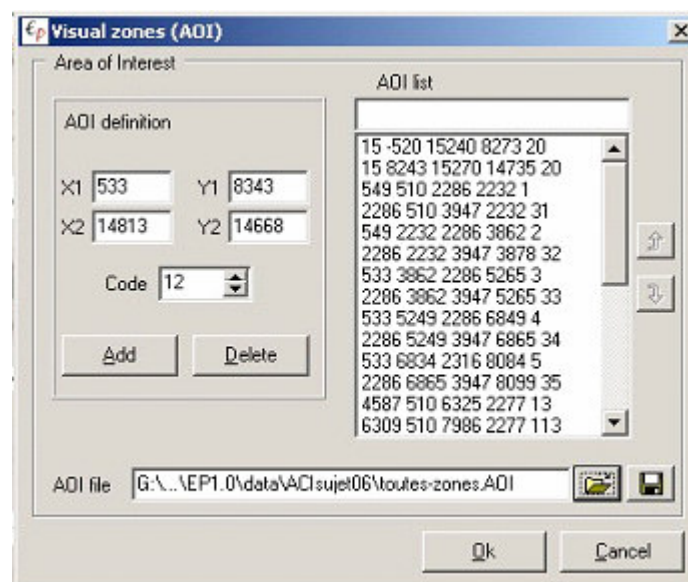 Ep Visual zones (AOI)
Area of Interest
AOI definition
X1 533 Y1 8343
X2 14813 Y2 14668
Code 12
Add Delete
AOI list
15 -520 15240 8273 20
15 8243 15270 14735 20
549 510 2286 2232 1
2286 510 3947 2232 31
549 2232 2286 3862 2
2286 2232 3947 3878 32
533 3862 2286 5265 3
2286 3862 3947 5265 33
533 5249 2286 6849 4
2286 5249 3947 6865 34
533 6834 2316 8084 5
2286 6865 3947 8099 35
4587 510 6325 2277 13
6309 510 7986 2277 113
AOI file G:\...\EP1.0\data\ACIsujet06\toutes-zones.AOI
Ok Cancel